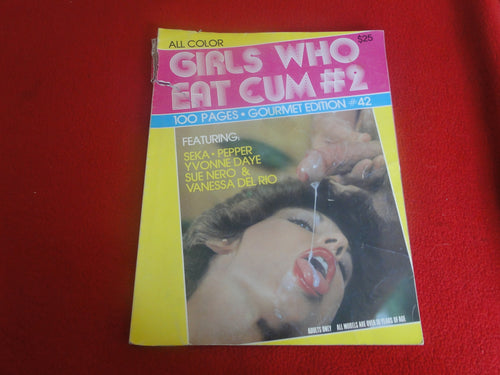 ALL COLOR
$25
GIRLS WHO
EAT CUM #2
100 PAGES • GOURMET EDITION #42
FEATURING:
SEKA • PEPPER
YVONNE DAYE
SUE NERO &
VANESSA DEL RIO
ADULTS ONLY ALL MODELS ARE OVER 18 YEARS OF AGE